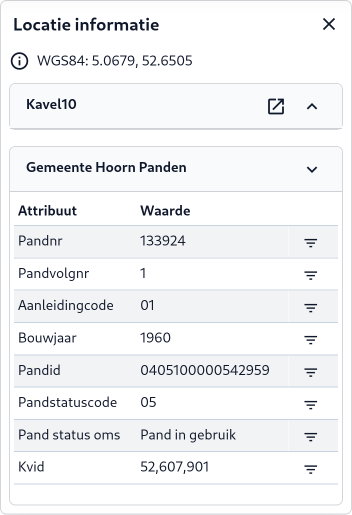 Locatie informatie
WGS84: 5.0679, 52.6505
Kavel10
Gemeente Hoorn Panden
Attribuut Waarde
Pandnr 133924
Pandvolgnr 1
Aanleidingcode 01
Bouwjaar 1960
Pandid 0405100000542959
Pandstatuscode 05
Pand status oms Pand in gebruik
Kvid 52,607,901